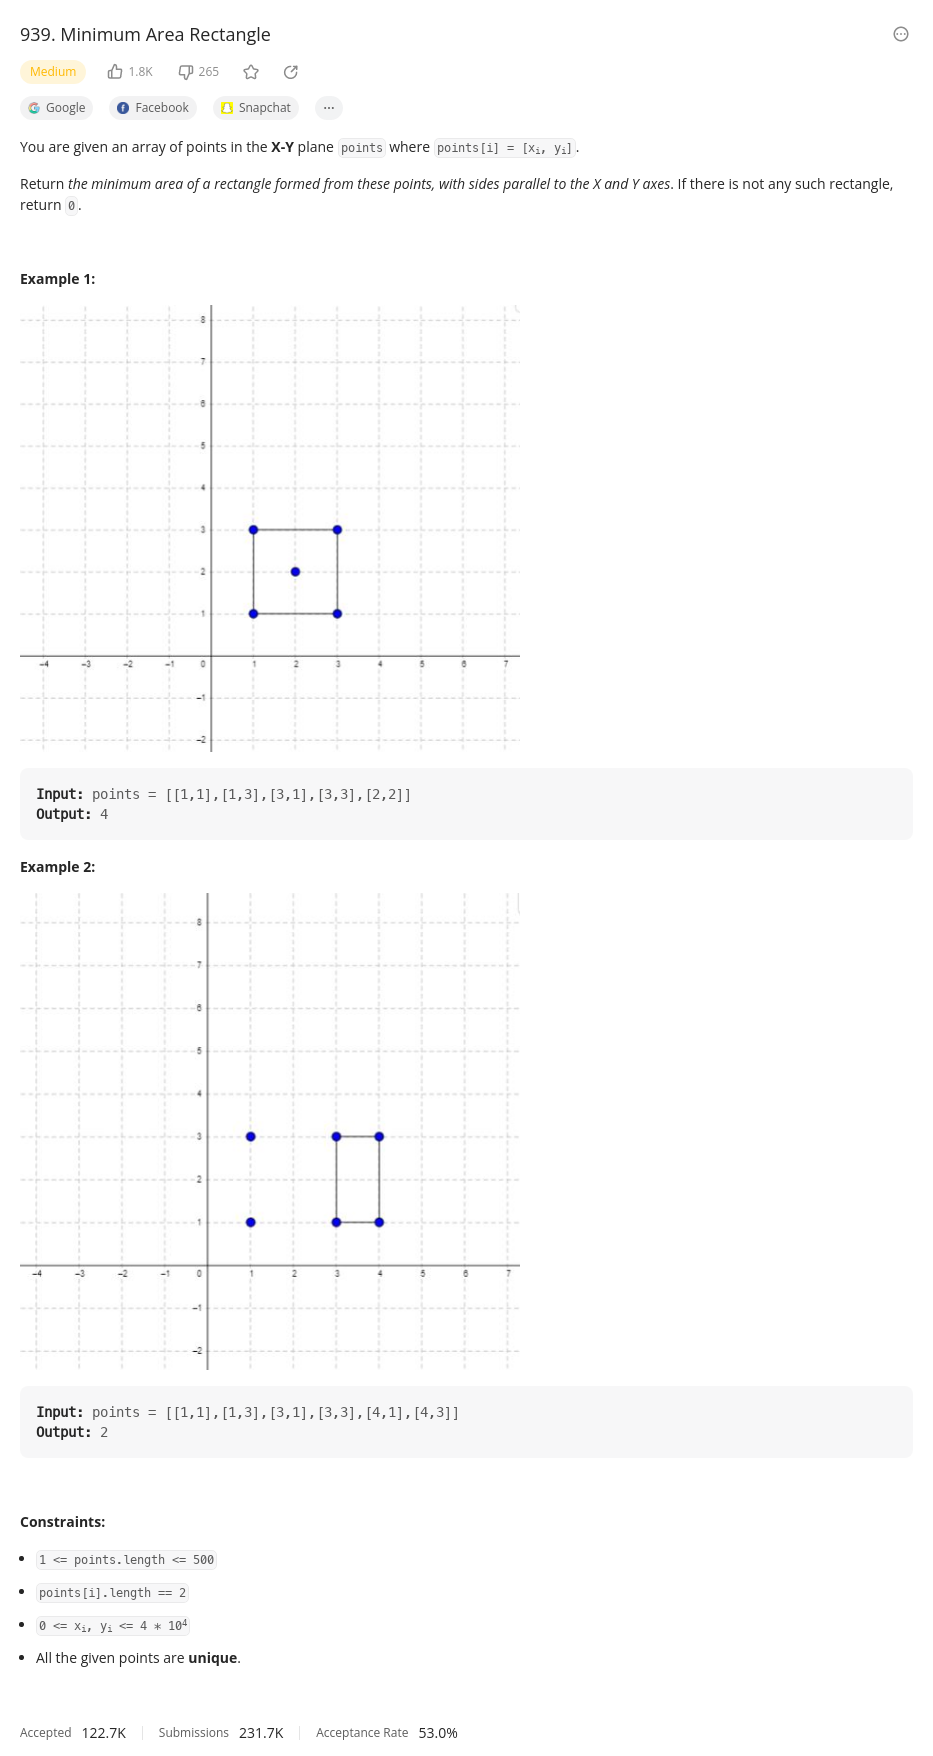 939. Minimum Area Rectangle
Medium 1.8K 265
Google Facebook Snapchat ...
You are given an array of points in the X-Y plane points where points[i] = [xi, yi].
Return the minimum area of a rectangle formed from these points, with sides parallel to the X and Y axes. If there is not any such rectangle,
return 0.
Example 1:
8
7
6
5
4
3
2
1
-4 -3 -2 -1 0 1 2 3 4 5 6 7
-1
-2
Input: points = [[1,1],[1,3],[3,1],[3,3],[2,2]]
Output: 4
Example 2:
8
7
6
5
4
3
2
1
-4 -3 -2 -1 0 1 2 3 4 5 6 7
-1
-2
Input: points = [[1,1],[1,3],[3,1],[3,3],[4,1],[4,3]]
Output: 2
Constraints:
• 1 <= points.length <= 500
• points[i].length == 2
• 0 <= xi, yi <= 4 * 10⁴
• All the given points are unique.
Accepted 122.7K Submissions 231.7K Acceptance Rate 53.0%